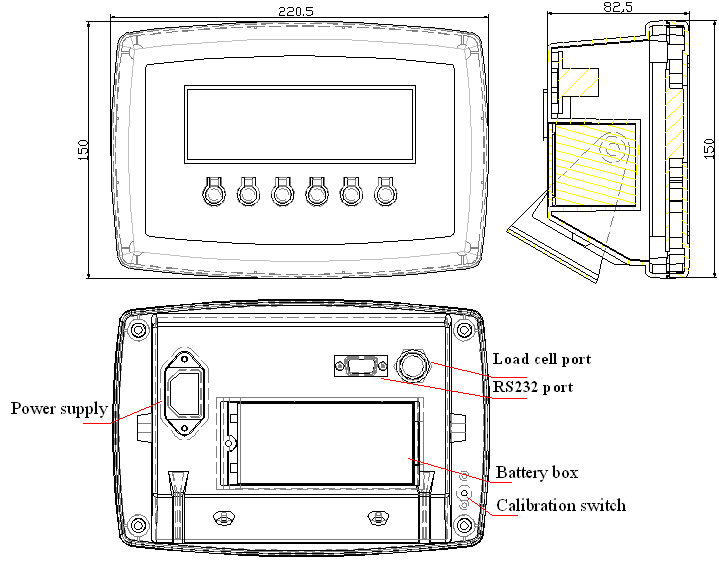 220.5
82,5
150
150
Load cell port
RS232 port
Power supply
Battery box
Calibration switch